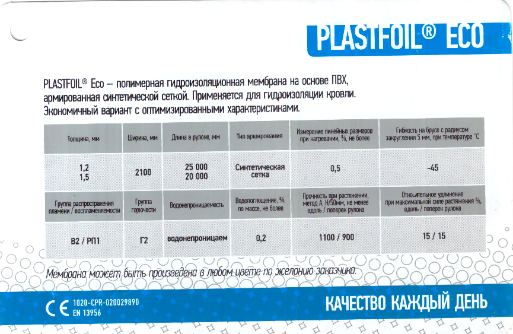 PLASTFOIL® ECO
PLASTFOIL® Eco – полимерная гидроизоляционная мембрана на основе ПВХ,
армированная синтетической сеткой. Применяется для гидроизоляции кровли.
Экономичный вариант с оптимизированными характеристиками.
Толщина, мм Ширина, мм Длина в рулоне, мм Тип армирования Изменение линейных размеров при нагревании, %, не более Гибкость на брусе с радиусом закругления 5 мм, при температуре °С
1,2 1,5 2100 25 000 20 000 Синтетическая сетка 0,5 -45
Группа распространения пламени / воспламеняемости Группа горючести Водонепроницаемость Водопоглощение, % по массе, не более Прочность при растяжении, метод А, Н/50мм, не менее вдоль / поперек рулона Относительное удлинение при максимальной силе растяжения %, вдоль / поперек рулона
В2 / РП1 Г2 водонепроницаем 0,2 1100 / 900 15 / 15
Мембрана может быть произведена в любом цвете по желанию заказчика.
CE 1020-CPR-020029890
EN 13956
КАЧЕСТВО КАЖДЫЙ ДЕНЬ